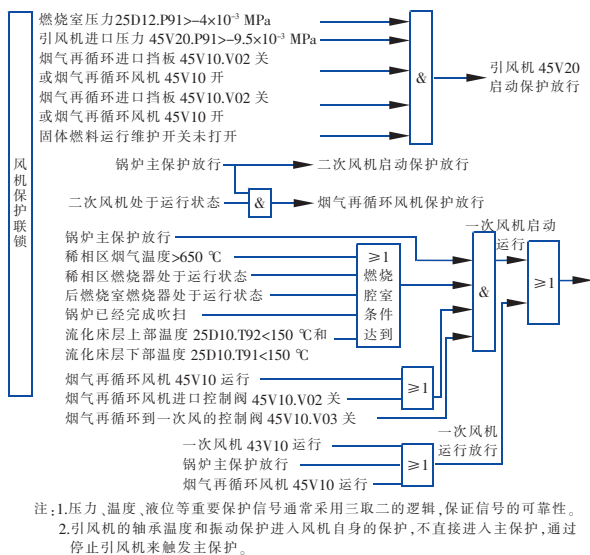 燃烧室压力25D12.P91>-4×10⁻³ MPa
引风机进口压力 45V20.P91>-9.5×10⁻³ MPa
烟气再循环进口挡板 45V10.V02 关
或烟气再循环风机 45V10 开
烟气再循环进口挡板 45V10.V02 关
或烟气再循环风机 45V10 开
固体燃料运行维护开关未打开
&
引风机 45V20
启动保护放行
风机保护联锁
锅炉主保护放行
二次风机启动保护放行
二次风机处于运行状态
&
烟气再循环风机保护放行
锅炉主保护放行
稀相区烟气温度>650 ℃
稀相区燃烧器处于运行状态
后燃烧室燃烧器处于运行状态
锅炉已经完成吹扫
流化床层上部温度 25D10.T92<150 ℃和
流化床层下部温度 25D10.T91<150 ℃
≥1
燃烧
腔室
条件
达到
&
一次风机启动
运行
≥1
烟气再循环风机 45V10 运行
烟气再循环风机进口控制阀 45V10.V02 关
烟气再循环到一次风的控制阀 45V10.V03 关
≥1
一次风机
运行放行
一次风机 43V10 运行
锅炉主保护放行
烟气再循环风机 45V10 运行
≥1
注:1.压力、温度、液位等重要保护信号通常采用三取二的逻辑,保证信号的可靠性。
2.引风机的轴承温度和振动保护进入风机自身的保护,不直接进入主保护,通过
停止引风机来触发主保护。